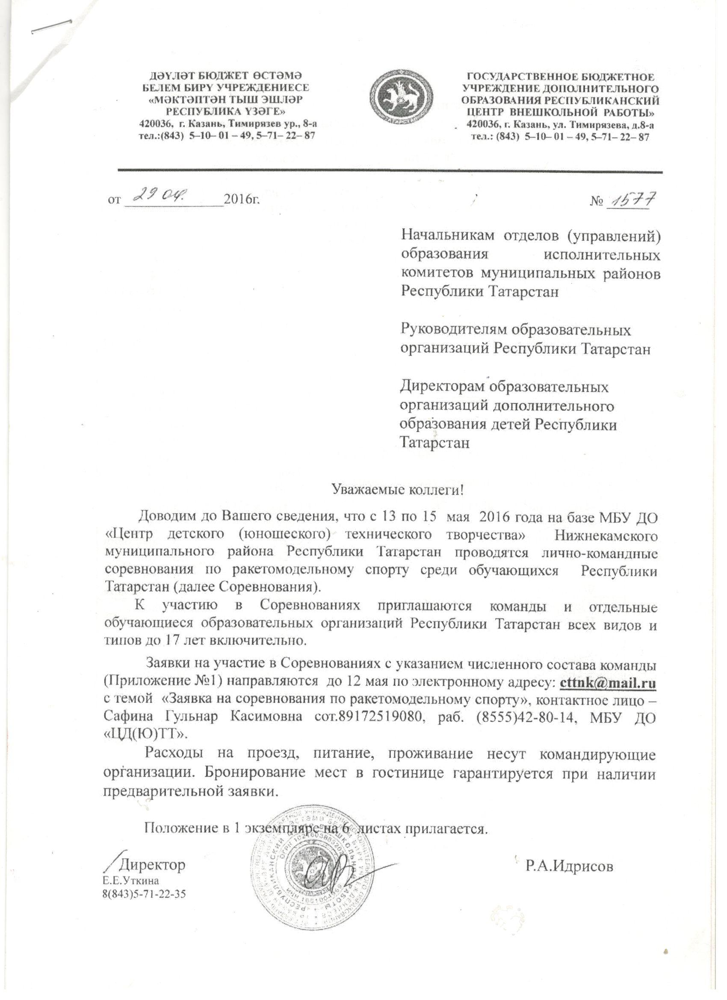 ДӘҮЛӘТ БЮДЖЕТ ӨСТӘМӘ
БЕЛЕМ БИРҮ УЧРЕЖДЕНИЕСЕ
«МӘКТӘПТӘН ТЫШ ЭШЛӘР
РЕСПУБЛИКА ҮЗӘГЕ»
420036, г. Казань, Тимирязев ур., 8-а
тел.:(843) 5–10– 01 – 49, 5–71– 22– 87
ГОСУДАРСТВЕННОЕ БЮДЖЕТНОЕ
УЧРЕЖДЕНИЕ ДОПОЛНИТЕЛЬНОГО
ОБРАЗОВАНИЯ РЕСПУБЛИКАНСКИЙ
ЦЕНТР ВНЕШКОЛЬНОЙ РАБОТЫ»
420036, г. Казань, ул. Тимирязева, д.8-а
тел.: (843) 5–10– 01 – 49, 5–71– 22– 87
от 29 04. 2016г.
№ 1577
Начальникам отделов (управлений)
образования исполнительных
комитетов муниципальных районов
Республики Татарстан
Руководителям образовательных
организаций Республики Татарстан
Директорам образовательных
организаций дополнительного
образования детей Республики
Татарстан
Уважаемые коллеги!
Доводим до Вашего сведения, что с 13 по 15 мая 2016 года на базе МБУ ДО
«Центр детского (юношеского) технического творчества» Нижнекамского
муниципального района Республики Татарстан проводятся лично-командные
соревнования по ракетомодельному спорту среди обучающихся Республики
Татарстан (далее Соревнования).
К участию в Соревнованиях приглашаются команды и отдельные
обучающиеся образовательных организаций Республики Татарстан всех видов и
типов до 17 лет включительно.
Заявки на участие в Соревнованиях с указанием численного состава команды
(Приложение №1) направляются до 12 мая по электронному адресу: cttnk@mail.ru
с темой «Заявка на соревнования по ракетомодельному спорту», контактное лицо –
Сафина Гульнар Касимовна сот.89172519080, раб. (8555)42-80-14, МБУ ДО
«ЦД(Ю)ТТ».
Расходы на проезд, питание, проживание несут командирующие
организации. Бронирование мест в гостинице гарантируется при наличии
предварительной заявки.
Положение в 1 экземпляре на 6 листах прилагается.
Директор
Р.А.Идрисов
Е.Е.Уткина
8(843)5-71-22-35